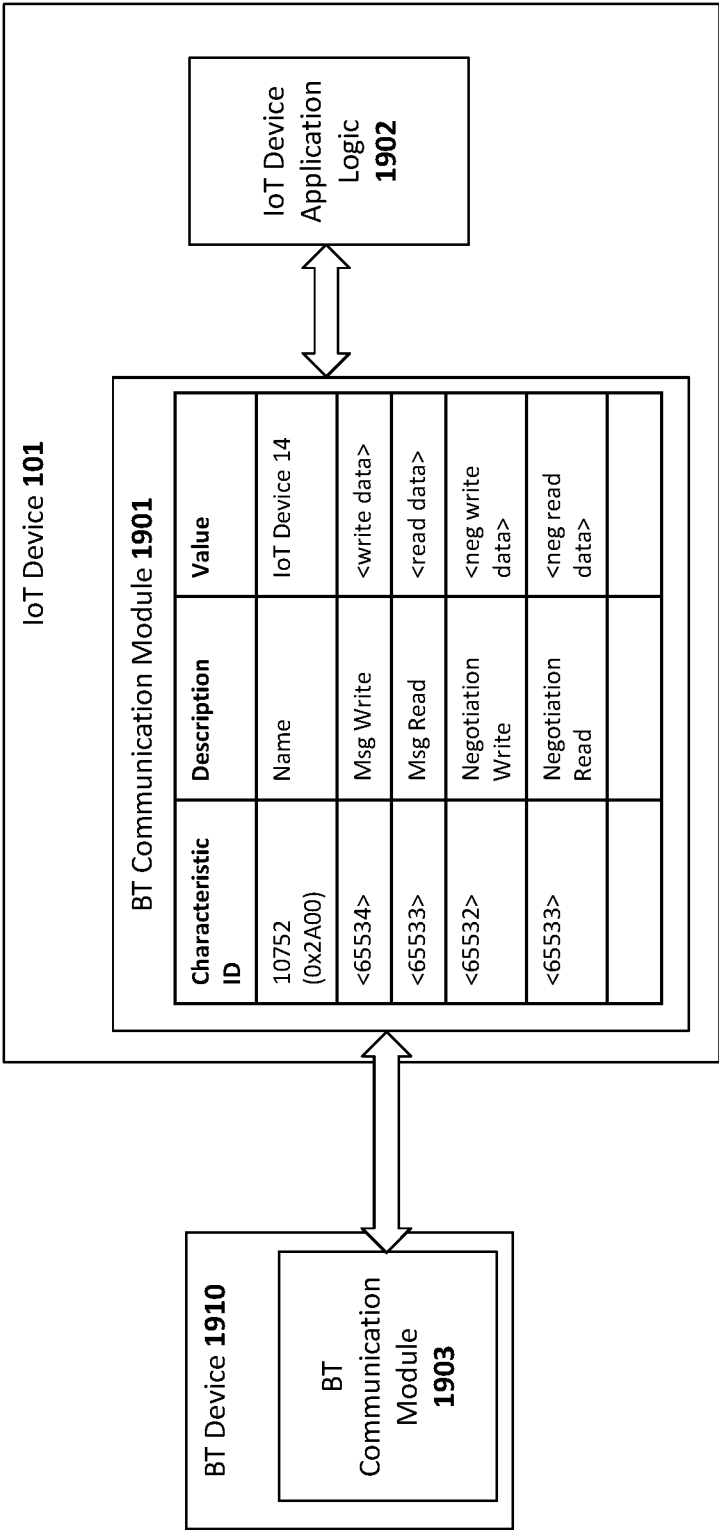 IoT Device 101
BT Communication Module 1901
Characteristic
ID
Description
Value
10752
(0x2A00)
Name
IoT Device 14
<65534>
Msg Write
<write data>
<65533>
Msg Read
<read data>
<65532>
Negotiation
Write
<neg write
data>
<65533>
Negotiation
Read
<neg read
data>
IoT Device
Application
Logic
1902
BT Device 1910
BT
Communication
Module
1903